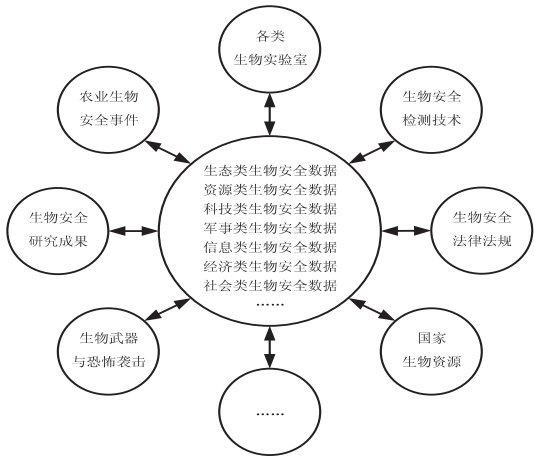 各类
生物实验室
农业生物
安全事件
生物安全
检测技术
生态类生物安全数据
资源类生物安全数据
科技类生物安全数据
军事类生物安全数据
信息类生物安全数据
经济类生物安全数据
社会类生物安全数据
……
生物安全
研究成果
生物安全
法律法规
生物武器
与恐怖袭击
国家
生物资源
……